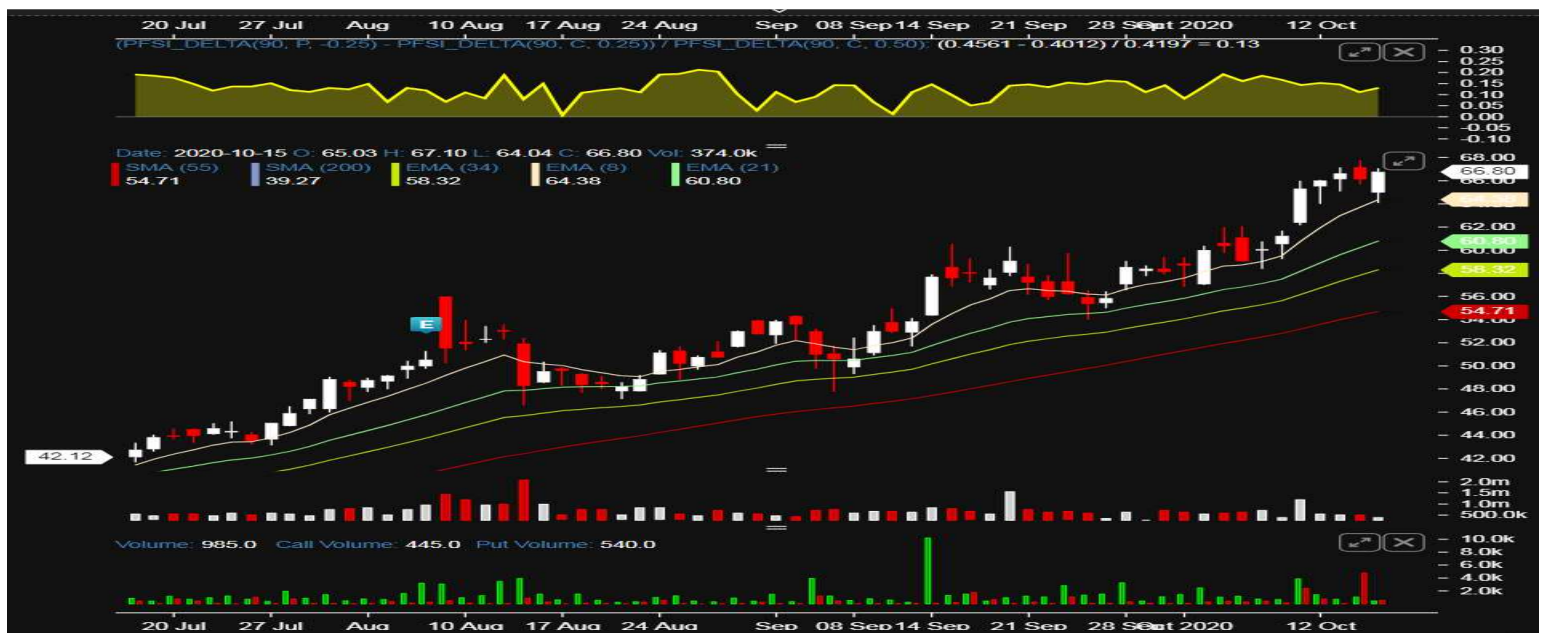 20 Jul 27 Jul Aug 10 Aug 17 Aug 24 Aug Sep 08 Sep 14 Sep 21 Sep 28 Sep Oct 2020 12 Oct
(PFSI_DELTA(90, P, -0.25) - PFSI_DELTA(90, C, 0.25)) / PFSI_DELTA(90, C, 0.50): (0.4561 - 0.4012) / 0.4197 = 0.13
0.30
0.25
0.20
0.15
0.10
0.05
0.00
-0.05
-0.10
Date: 2020-10-15 O: 65.03 H: 67.10 L: 64.04 C: 66.80 Vol: 374.0k
SMA (55) SMA (200) EMA (34) EMA (8) EMA (21)
54.71 39.27 58.32 64.38 60.80
68.00
66.80
66.00
64.38
62.00
60.80
60.00
58.32
56.00
54.71
54.00
52.00
50.00
48.00
46.00
44.00
42.00
E
42.12
2.0m
1.5m
1.0m
500.0k
Volume: 985.0 Call Volume: 445.0 Put Volume: 540.0
10.0k
8.0k
6.0k
4.0k
2.0k
20 Jul 27 Jul Aug 10 Aug 17 Aug 24 Aug Sep 08 Sep 14 Sep 21 Sep 28 Sep Oct 2020 12 Oct